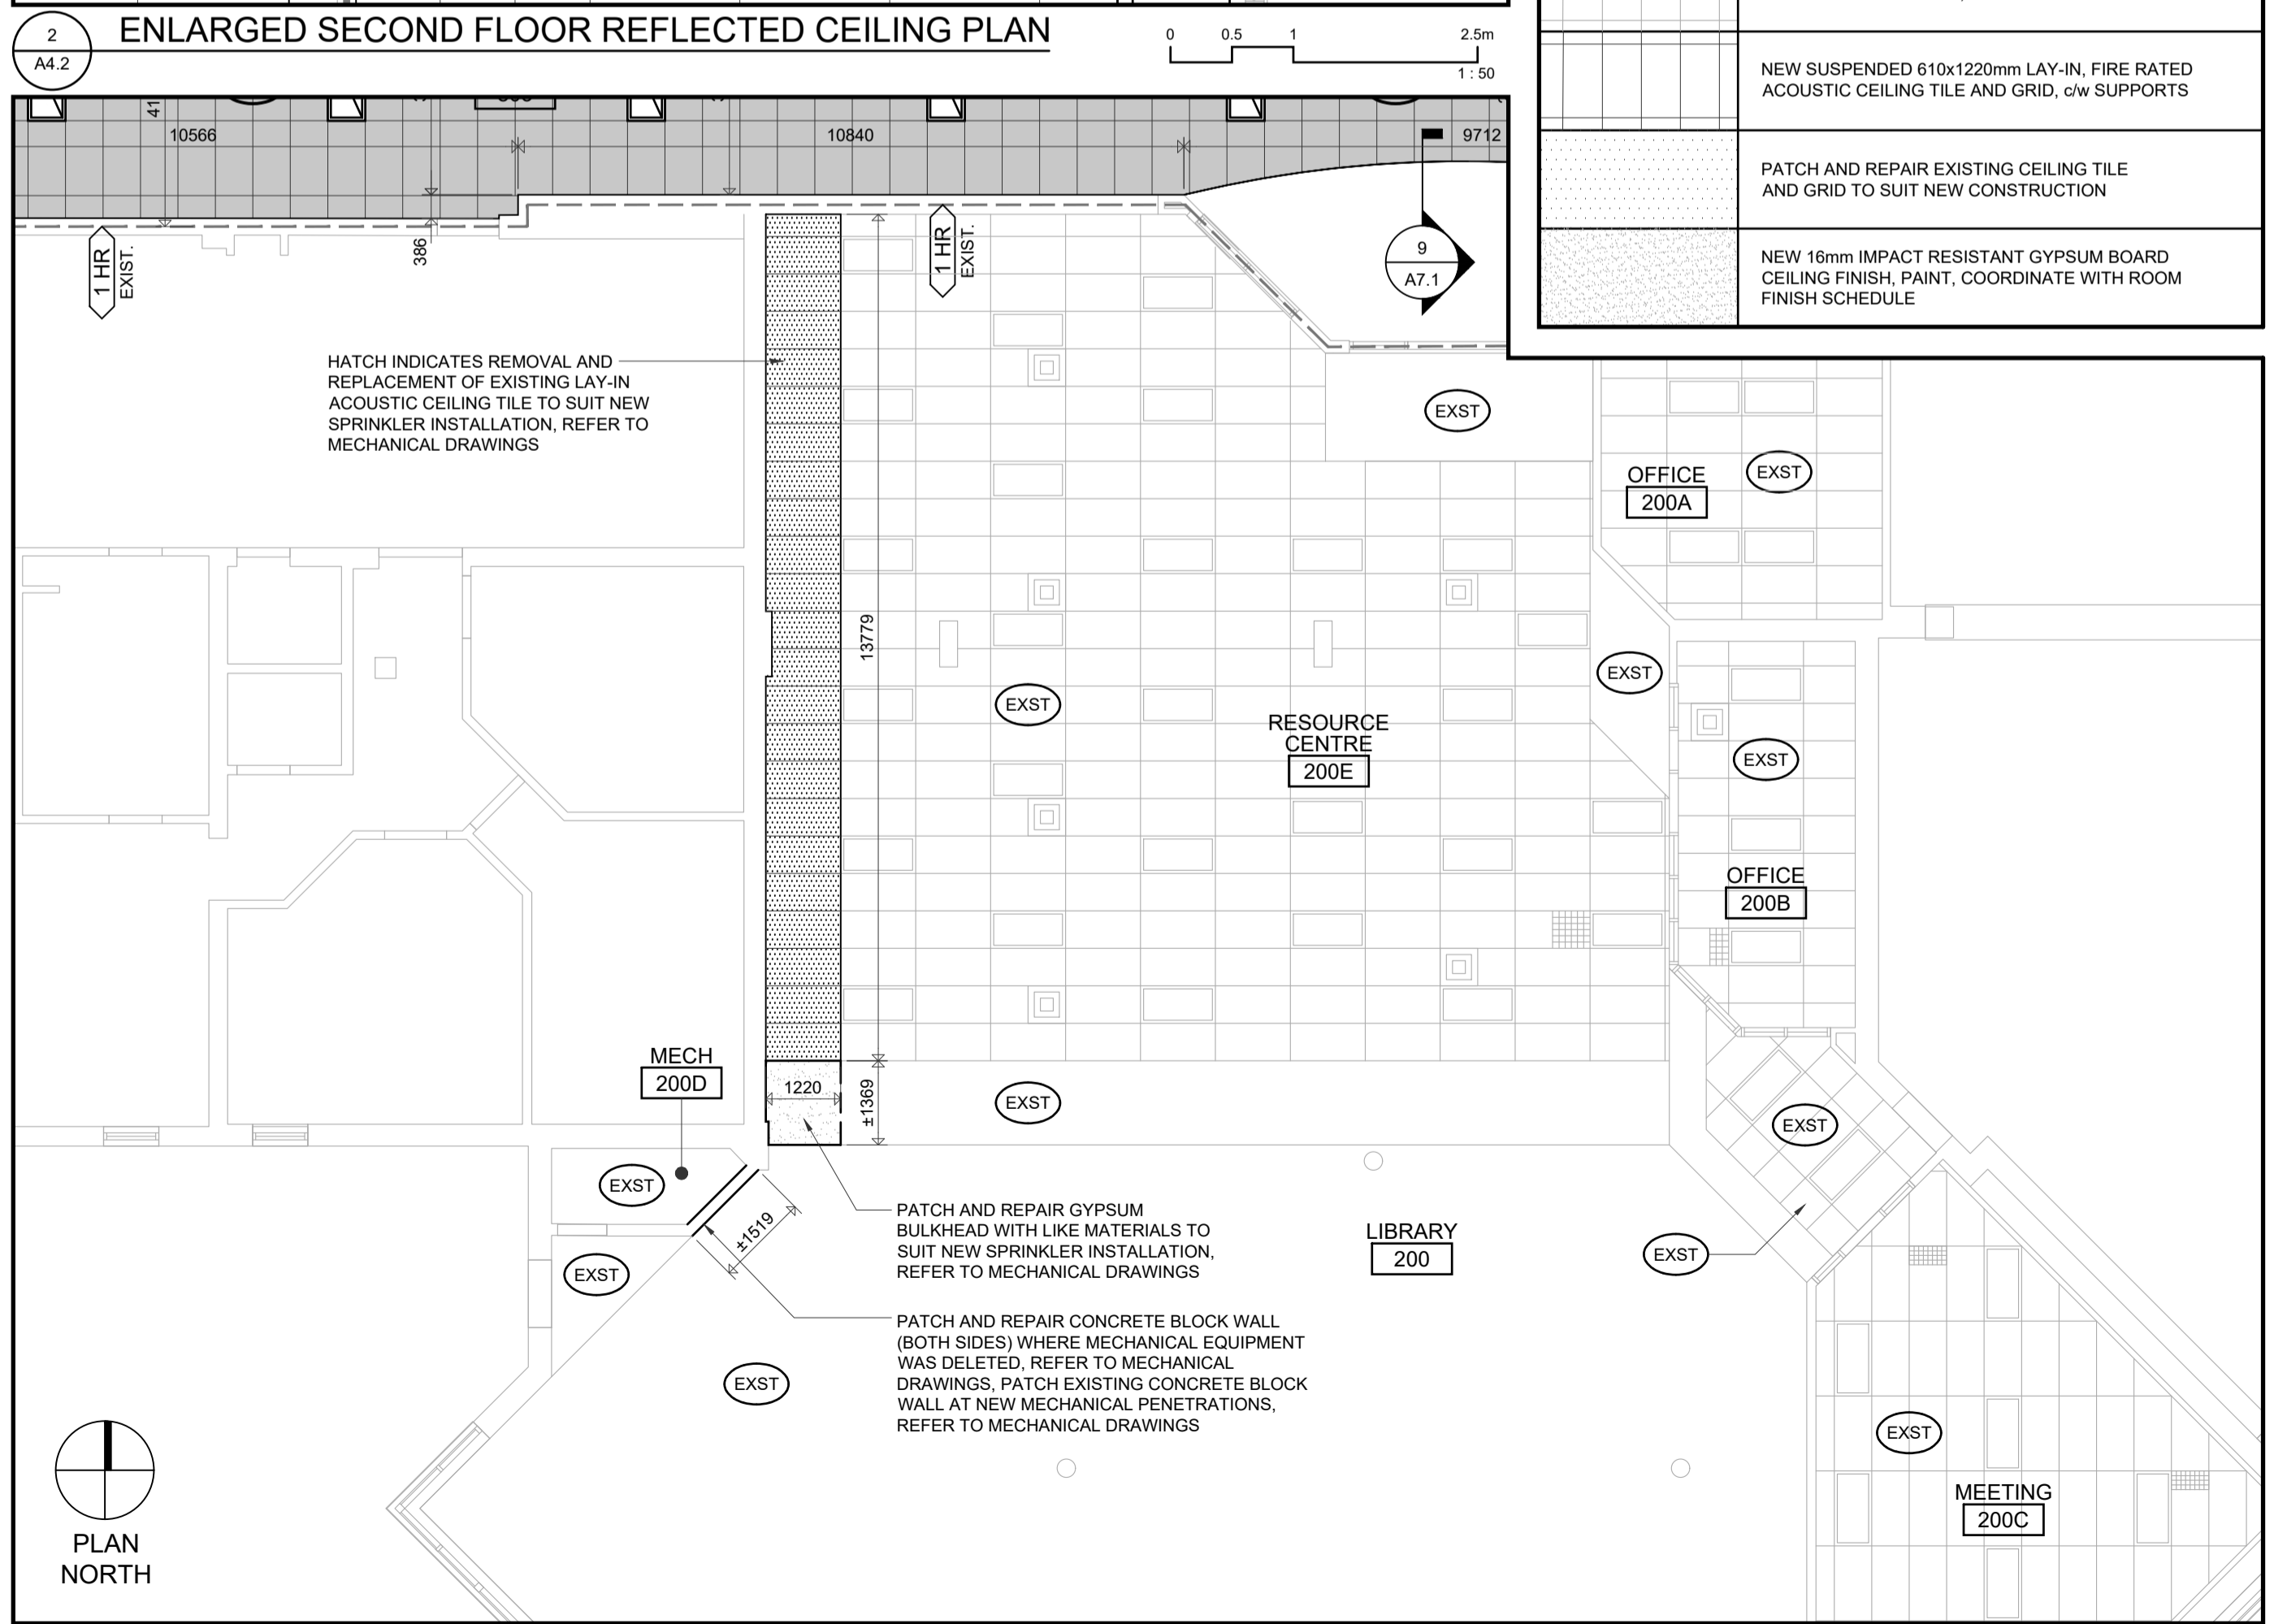 2
A4.2
ENLARGED SECOND FLOOR REFLECTED CEILING PLAN
0 0.5 1 2.5m
1 : 50
NEW SUSPENDED 610x1220mm LAY-IN, FIRE RATED
ACOUSTIC CEILING TILE AND GRID, c/w SUPPORTS
PATCH AND REPAIR EXISTING CEILING TILE
AND GRID TO SUIT NEW CONSTRUCTION
NEW 16mm IMPACT RESISTANT GYPSUM BOARD
CEILING FINISH, PAINT, COORDINATE WITH ROOM
FINISH SCHEDULE
41
10566
10840
9712
386
1 HR
EXIST.
1 HR
EXIST.
9
A7.1
HATCH INDICATES REMOVAL AND
REPLACEMENT OF EXISTING LAY-IN
ACOUSTIC CEILING TILE TO SUIT NEW
SPRINKLER INSTALLATION, REFER TO
MECHANICAL DRAWINGS
EXST
OFFICE
200A
EXST
13779
EXST
EXST
RESOURCE
CENTRE
200E
EXST
OFFICE
200B
MECH
200D
1220
±1369
EXST
EXST
EXST
±1519
EXST
PATCH AND REPAIR GYPSUM
BULKHEAD WITH LIKE MATERIALS TO
SUIT NEW SPRINKLER INSTALLATION,
REFER TO MECHANICAL DRAWINGS
LIBRARY
200
EXST
PATCH AND REPAIR CONCRETE BLOCK WALL
(BOTH SIDES) WHERE MECHANICAL EQUIPMENT
WAS DELETED, REFER TO MECHANICAL
DRAWINGS, PATCH EXISTING CONCRETE BLOCK
WALL AT NEW MECHANICAL PENETRATIONS,
REFER TO MECHANICAL DRAWINGS
EXST
EXST
MEETING
200C
PLAN
NORTH